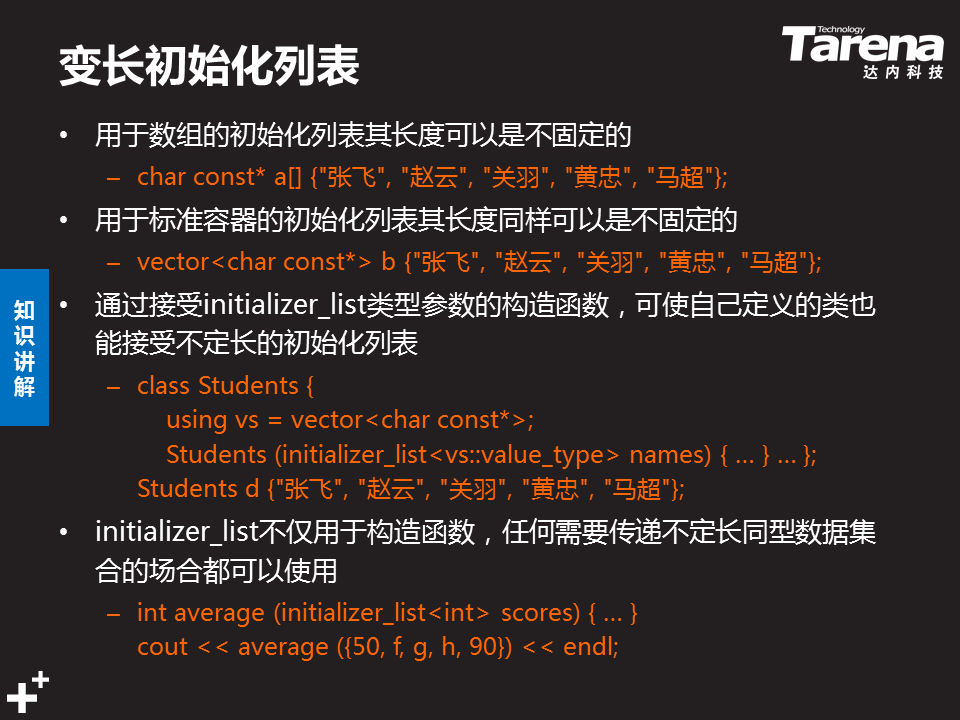 变长初始化列表
Technology
Tarena
达内科技
• 用于数组的初始化列表其长度可以是不固定的
– char const* a[] {"张飞", "赵云", "关羽", "黄忠", "马超"};
• 用于标准容器的初始化列表其长度同样可以是不固定的
– vector<char const*> b {"张飞", "赵云", "关羽", "黄忠", "马超"};
• 通过接受initializer_list类型参数的构造函数，可使自己定义的类也
能接受不定长的初始化列表
– class Students {
using vs = vector<char const*>;
Students (initializer_list<vs::value_type> names) { … } … };
Students d {"张飞", "赵云", "关羽", "黄忠", "马超"};
• initializer_list不仅用于构造函数，任何需要传递不定长同型数据集
合的场合都可以使用
– int average (initializer_list<int> scores) { … }
cout << average ({50, f, g, h, 90}) << endl;
知识讲解
++